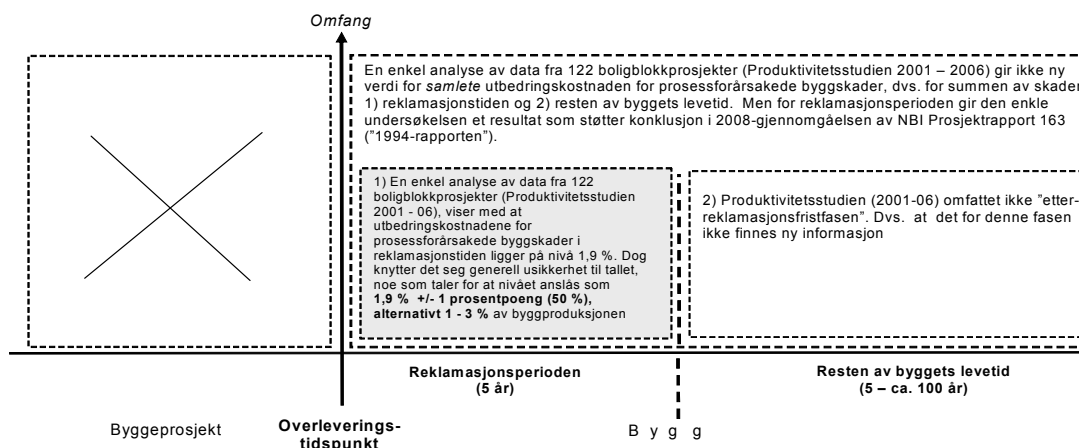 Omfang
En enkel analyse av data fra 122 boligblokkprosjekter (Produktivitetsstudien 2001 – 2006) gir ikke ny
verdi for samlete utbedringskostnaden for prosessforårsakede byggskader, dvs. for summen av skader
1) reklamasjonstiden og 2) resten av byggets levetid. Men for reklamasjonsperioden gir den enkle
undersøkelsen et resultat som støtter konklusjon i 2008-gjennomgåelsen av NBI Prosjektrapport 163
("1994-rapporten").
1) En enkel analyse av data fra 122
boligblokkprosjekter (Produktivitetsstudien
2001 - 06), viser med at
utbedringskostnadene for
prosessforårsakede byggskader i
reklamasjonstiden ligger på nivå 1,9 %. Dog
knytter det seg generell usikkerhet til tallet,
noe som taler for at nivået anslås som
1,9 % +/- 1 prosentpoeng (50 %),
alternativt 1 - 3 % av byggproduksjonen
2) Produktivitetsstudien (2001-06) omfattet ikke "etter-
reklamasjonsfristfasen". Dvs. at det for denne fasen
ikke finnes ny informasjon
Reklamasjonsperioden
(5 år)
Resten av byggets levetid
(5 – ca. 100 år)
Byggeprosjekt
Overleverings-
tidspunkt
B y g g